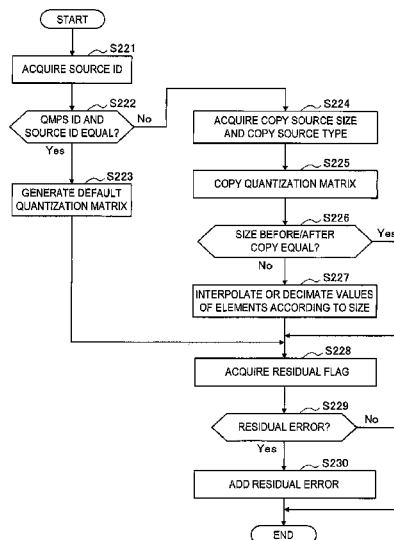 START
S221
ACQUIRE SOURCE ID
S222
QMPS ID AND
SOURCE ID EQUAL?
No
Yes
S223
GENERATE DEFAULT
QUANTIZATION MATRIX
S224
ACQUIRE COPY SOURCE SIZE
AND COPY SOURCE TYPE
S225
COPY QUANTIZATION MATRIX
S226
SIZE BEFORE/AFTER
COPY EQUAL?
Yes
No
S227
INTERPOLATE OR DECIMATE VALUES
OF ELEMENTS ACCORDING TO SIZE
S228
ACQUIRE RESIDUAL FLAG
S229
RESIDUAL ERROR?
No
Yes
S230
ADD RESIDUAL ERROR
END